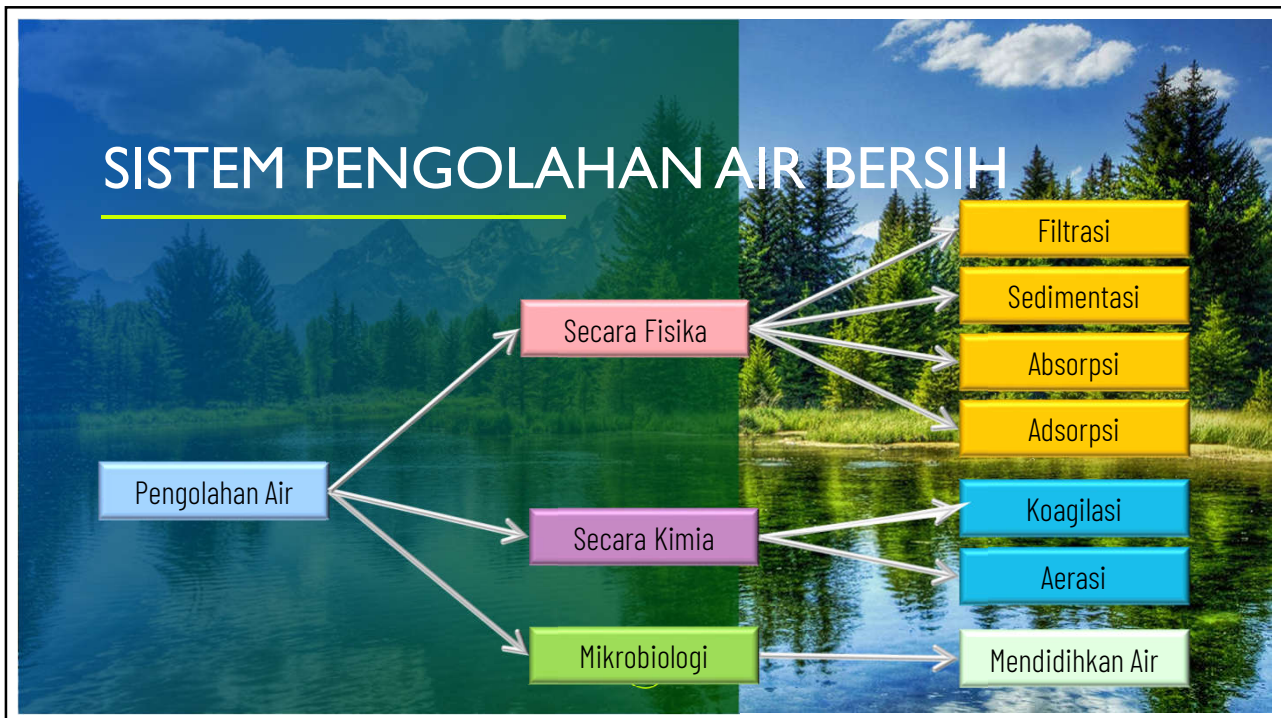 SISTEM PENGOLAHAN AIR BERSIH
Pengolahan Air
Secara Fisika
Filtrasi
Sedimentasi
Absorpsi
Adsorpsi
Secara Kimia
Koagilasi
Aerasi
Mikrobiologi
Mendidihkan Air